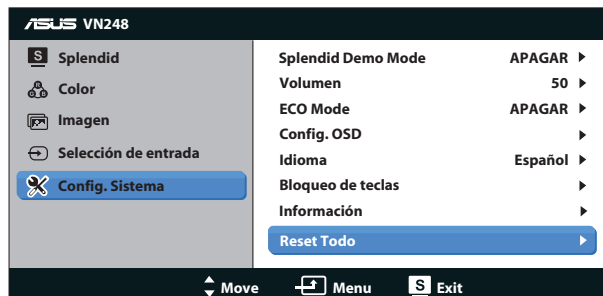 ASUS VN248
S Splendid
Color
Imagen
Selección de entrada
Config. Sistema
Splendid Demo Mode APAGAR
Volumen 50
ECO Mode APAGAR
Config. OSD
Idioma Español
Bloqueo de teclas
Información
Reset Todo
Move Menu S Exit